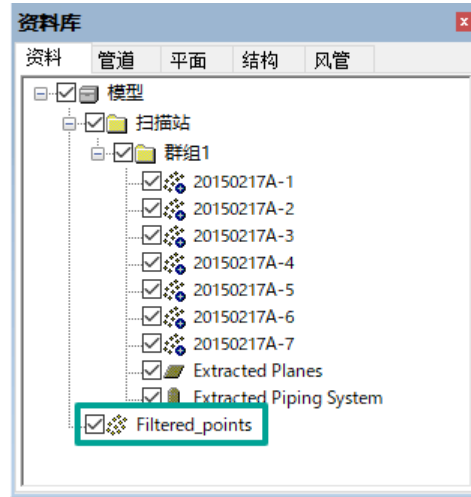 资料库
资料 管道 平面 结构 风管
模型
扫描站
群组1
20150217A-1
20150217A-2
20150217A-3
20150217A-4
20150217A-5
20150217A-6
20150217A-7
Extracted Planes
Extracted Piping System
Filtered_points